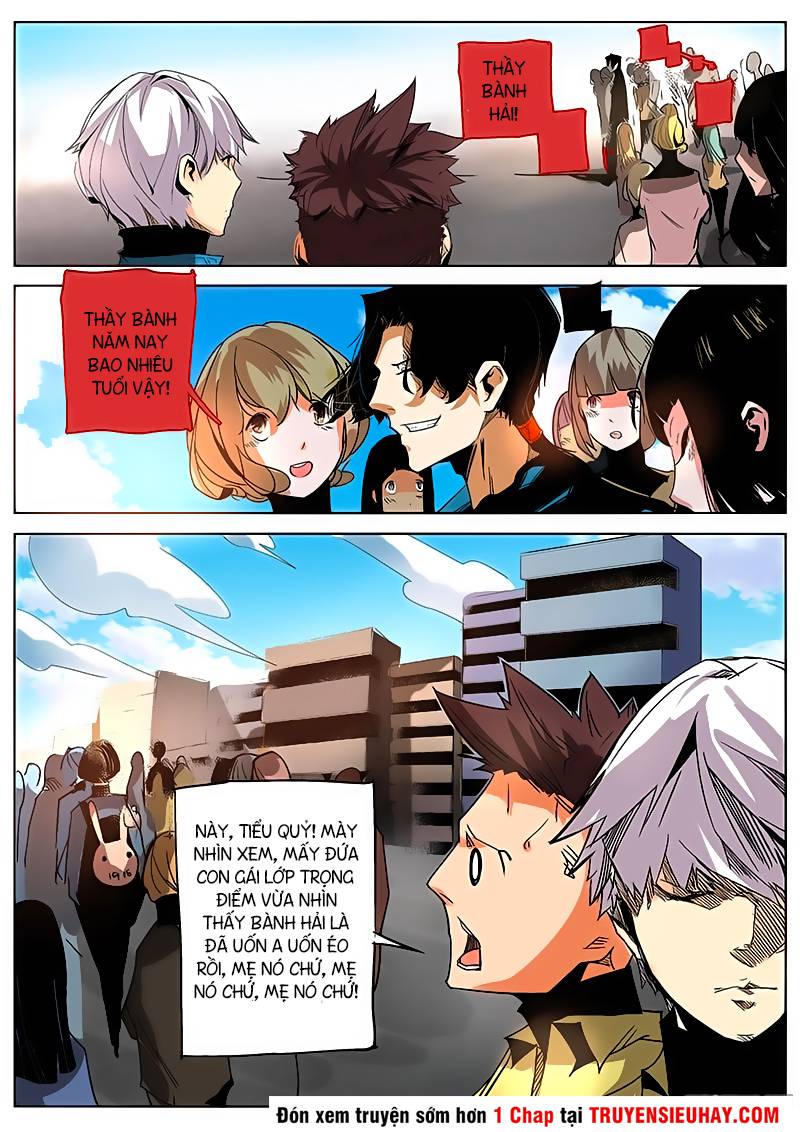 THẦY
BÀNH
HẢI!
THẦY BÀNH
NĂM NAY
BAO NHIÊU
TUỔI VẬY!
NÀY, TIỂU QUỶ! MÀY
NHÌN XEM, MẤY ĐỨA
CON GÁI LỚP TRỌNG
ĐIỂM VỪA NHÌN
THẤY BÀNH HẢI LÀ
ĐÃ UỐN A UỐN ÉO
RỒI, MẸ NÓ CHỨ, MẸ
NÓ CHỨ, MẸ NÓ CHỨ!
1916
Đón xem truyện sớm hơn 1 Chap tại TRUYENSIEUHAY.COM